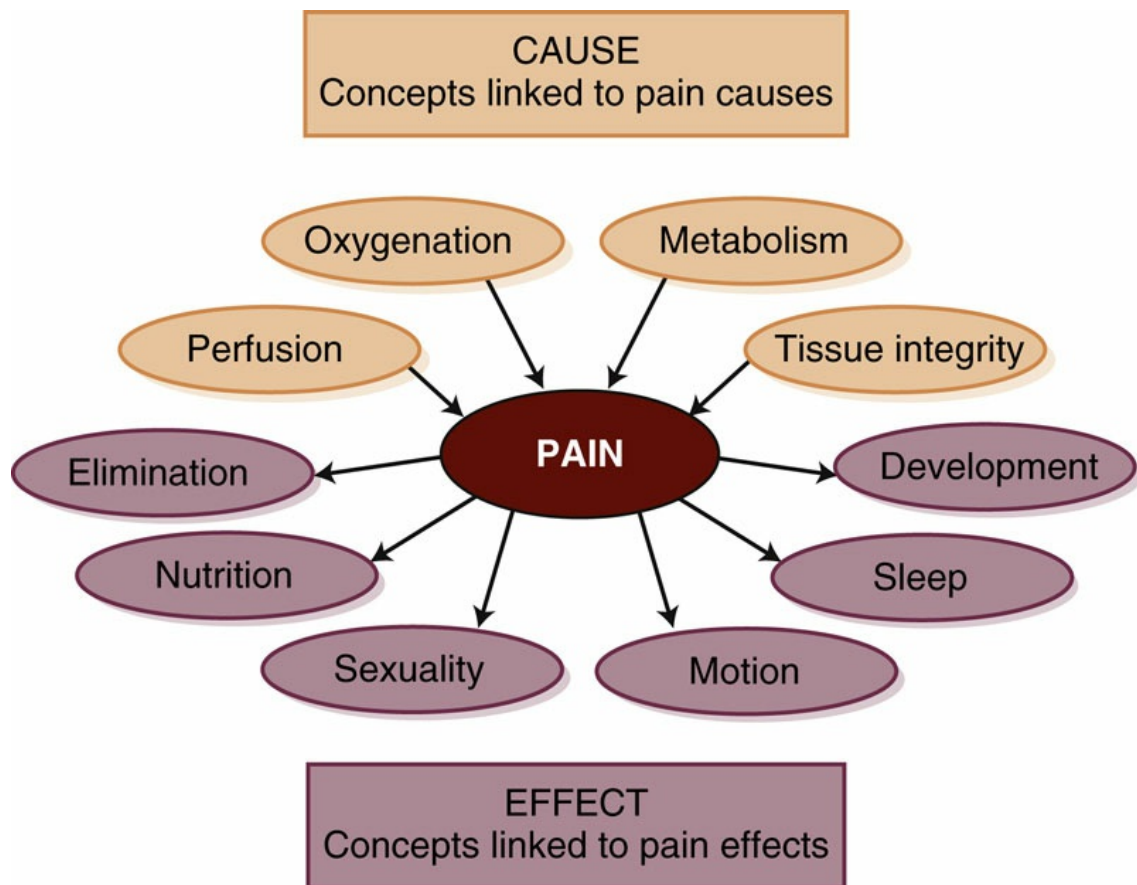 CAUSE
Concepts linked to pain causes
Oxygenation
Metabolism
Perfusion
Tissue integrity
PAIN
Elimination
Development
Nutrition
Sleep
Sexuality
Motion
EFFECT
Concepts linked to pain effects